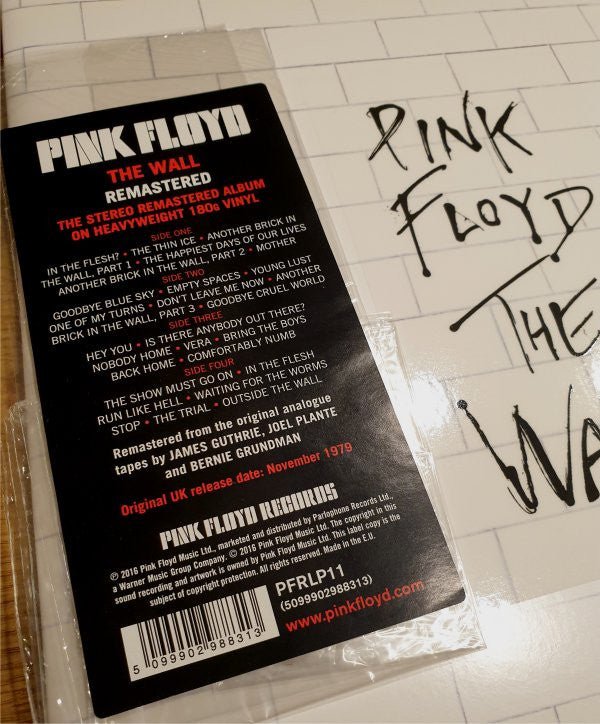 PINK FLOYD
THE WALL
REMASTERED
THE STEREO REMASTERED ALBUM
ON HEAVYWEIGHT 180g VINYL
SIDE ONE
IN THE FLESH? • THE THIN ICE • ANOTHER BRICK IN
THE WALL, PART 1 • THE HAPPIEST DAYS OF OUR LIVES
ANOTHER BRICK IN THE WALL, PART 2 • MOTHER
SIDE TWO
GOODBYE BLUE SKY • EMPTY SPACES • YOUNG LUST
ONE OF MY TURNS • DON'T LEAVE ME NOW • ANOTHER
BRICK IN THE WALL, PART 3 • GOODBYE CRUEL WORLD
SIDE THREE
HEY YOU • IS THERE ANYBODY OUT THERE?
NOBODY HOME • VERA • BRING THE BOYS
BACK HOME • COMFORTABLY NUMB
SIDE FOUR
THE SHOW MUST GO ON • IN THE FLESH
RUN LIKE HELL • WAITING FOR THE WORMS
STOP • THE TRIAL • OUTSIDE THE WALL
Remastered from the original analogue
tapes by JAMES GUTHRIE, JOEL PLANTE
and BERNIE GRUNDMAN
Original UK release date: November 1979
PINK FLOYD RECORDS
℗ 2016 Pink Floyd Music Ltd., marketed and distributed by Parlophone Records Ltd.,
a Warner Music Group Company. © 2016 Pink Floyd Music Ltd. The copyright in this
sound recording and artwork is owned by Pink Floyd Music Ltd. This label copy is the
subject of copyright protection. All rights reserved. Made in the E.U.
PFRLP11
(5099902988313)
www.pinkfloyd.com
5 099902 988313
PINK
FLOYD
THE
WA